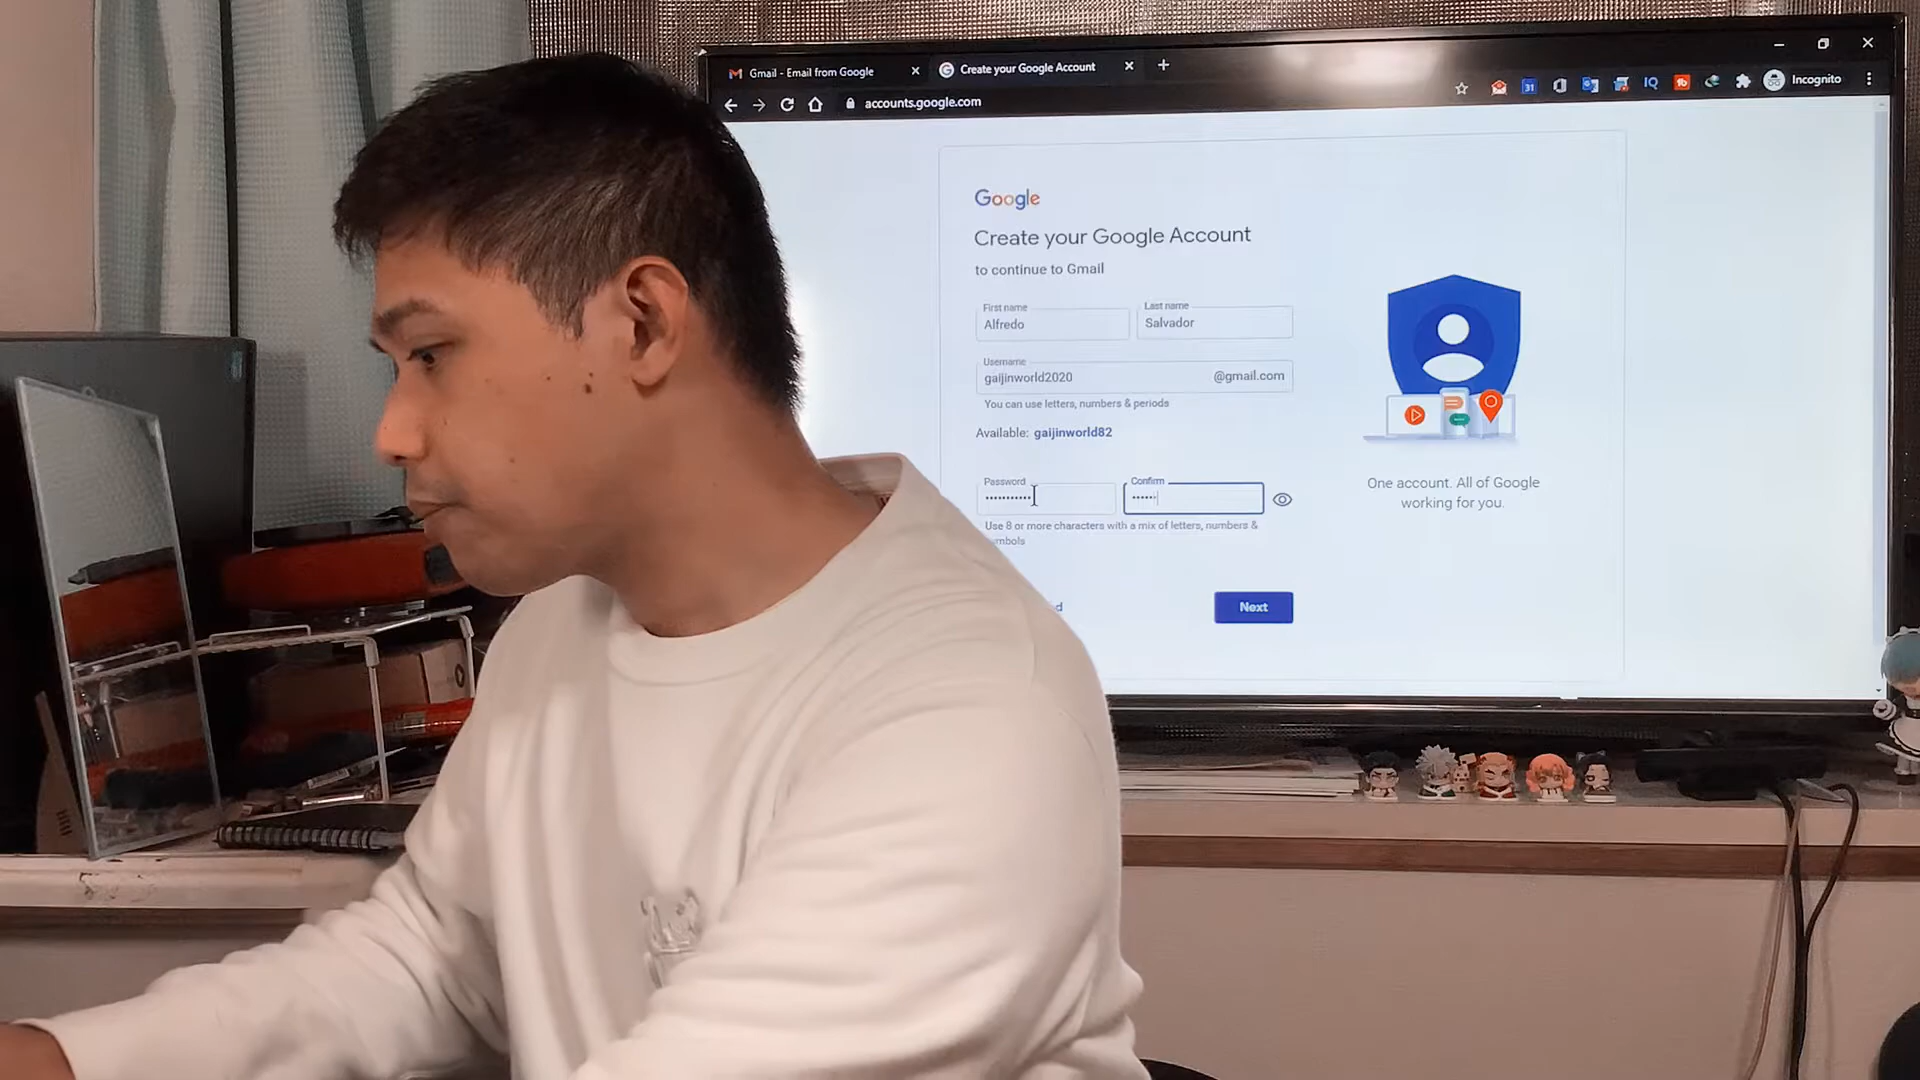 Gmail - Email from Google
Create your Google Account
accounts.google.com
31
IQ
Incognito
Google
Create your Google Account
to continue to Gmail
First name
Last name
Alfredo
Salvador
Username
gaijinworld2020
@gmail.com
You can use letters, numbers & periods
Available: gaijinworld82
Password
Confirm
Use 8 or more characters with a mix of letters, numbers &
mbols
d
Next
One account. All of Google
working for you.